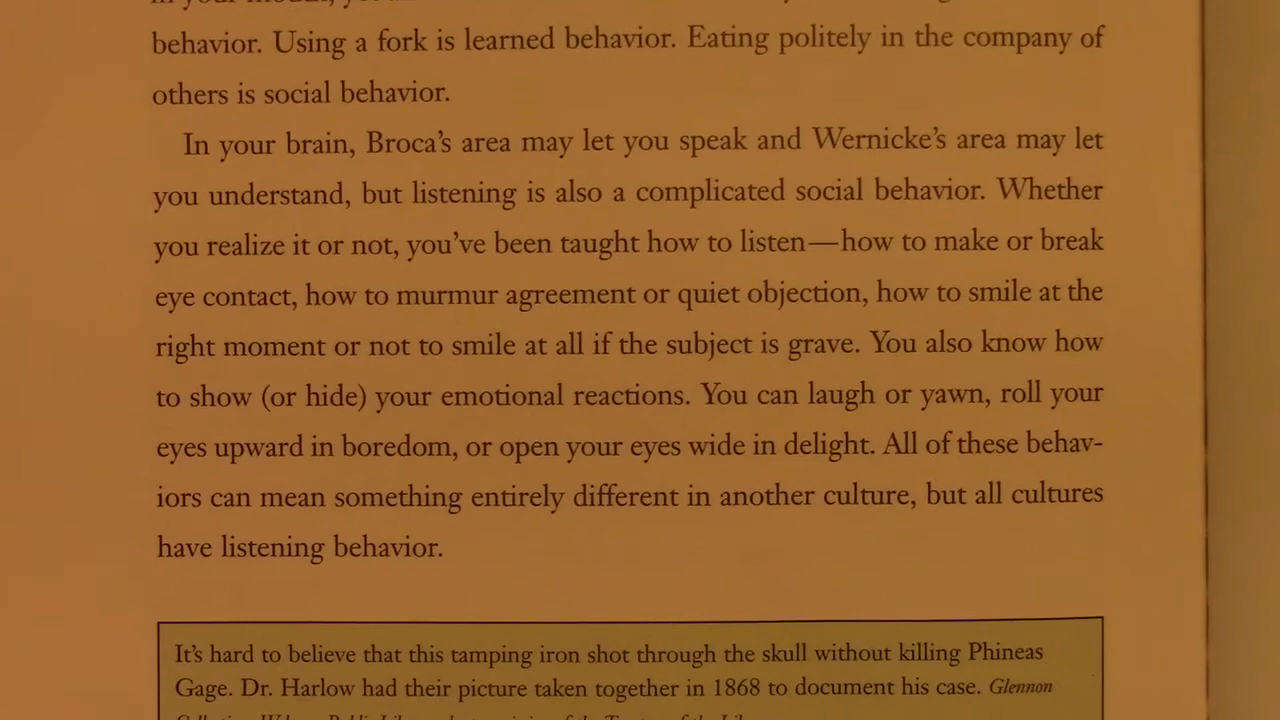 behavior. Using a fork is learned behavior. Eating politely in the company of
others is social behavior.
In your brain, Broca's area may let you speak and Wernicke's area may let
you understand, but listening is also a complicated social behavior. Whether
you realize it or not, you've been taught how to listen—how to make or break
eye contact, how to murmur agreement or quiet objection, how to smile at the
right moment or not to smile at all if the subject is grave. You also know how
to show (or hide) your emotional reactions. You can laugh or yawn, roll your
eyes upward in boredom, or open your eyes wide in delight. All of these behav-
iors can mean something entirely different in another culture, but all cultures
have listening behavior.
It's hard to believe that this tamping iron shot through the skull without killing Phineas
Gage. Dr. Harlow had their picture taken together in 1868 to document his case. Glennon